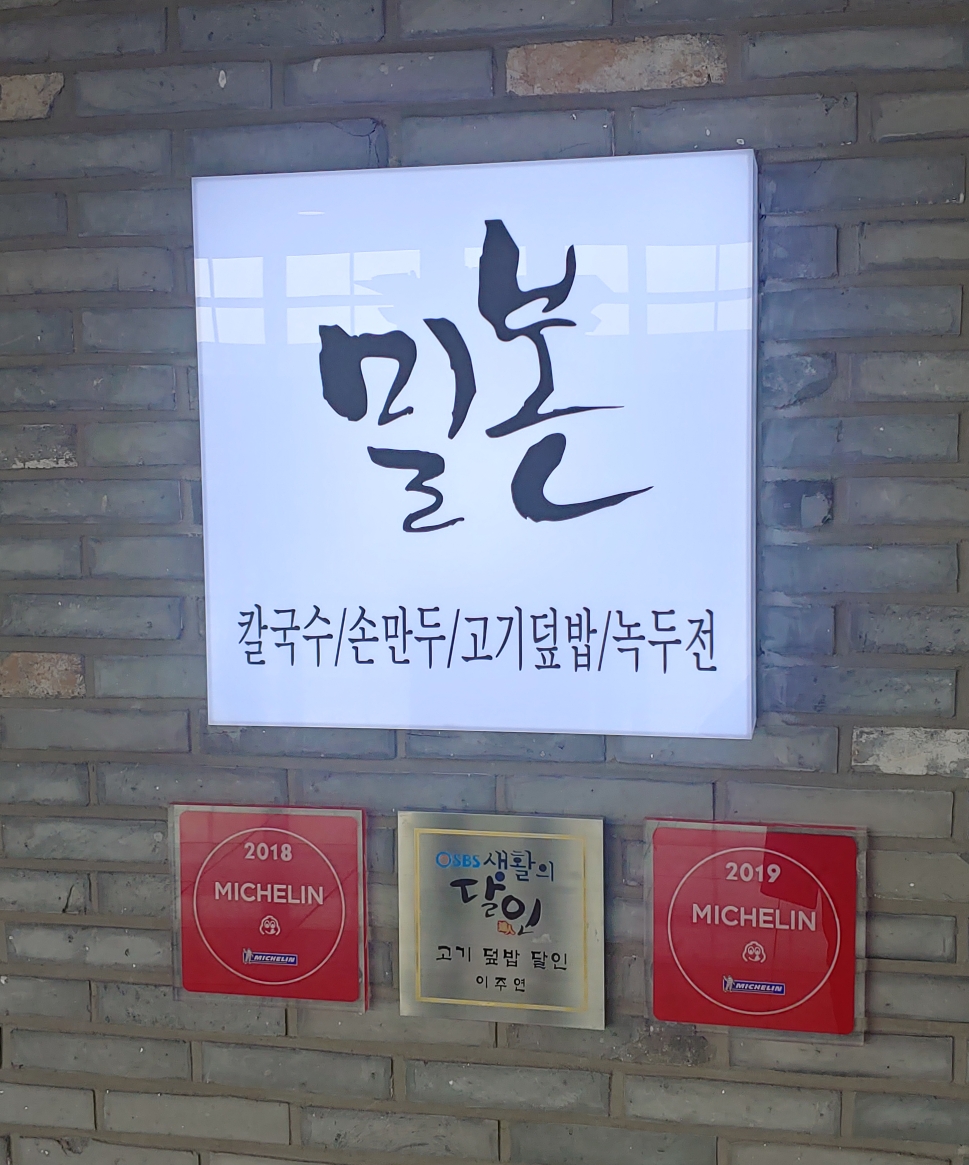 밀본
칼국수/손만두/고기덮밥/녹두전
2018
MICHELIN
MICHELIN
SBS 생활의
달인
고기 덮밥 달인
이주연
2019
MICHELIN
MICHELIN